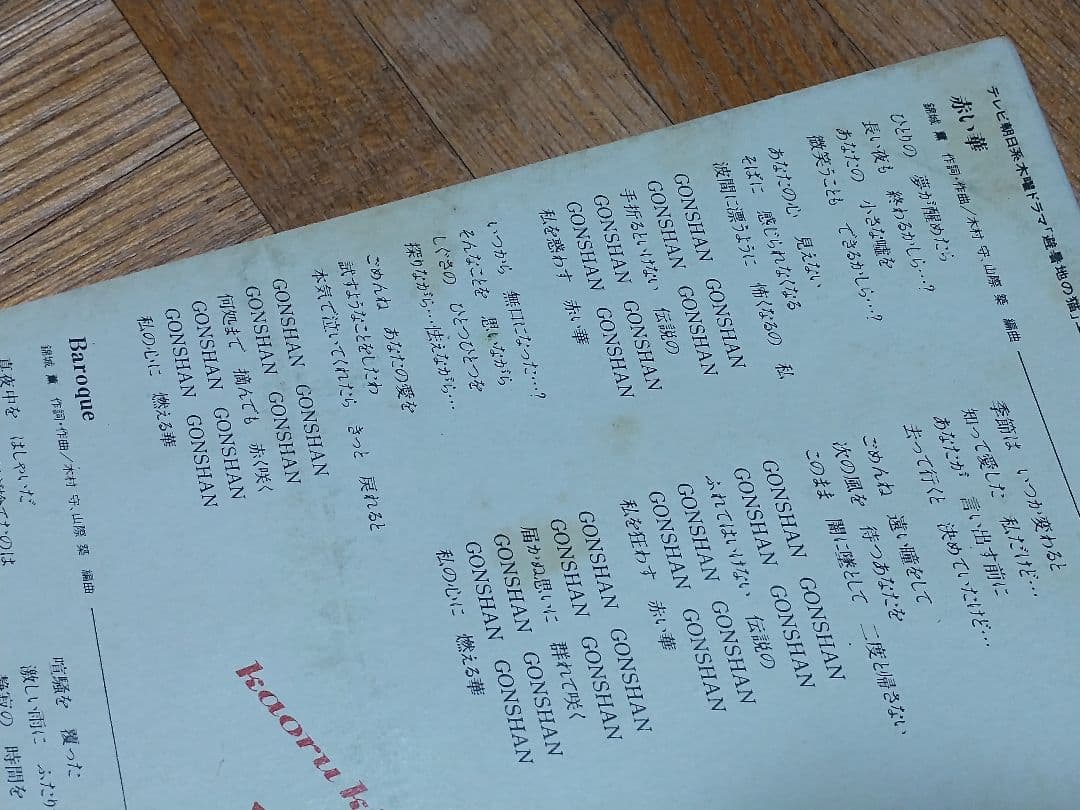 テレビ朝日系木曜ドラマ「基番地の猫」
赤い華
錦城 薫 作詞・作曲／木村 守、山際 築 編曲
ひとりの 夢が醒めたら
長い夜も 終わるかしら…?
あなたの 小さな嘘を
微笑うことも できるかしら…?
あなたの心 見えない
そばに 感じられなくなる
波間に漂うように 怖くなるの 私
GONSHAN GONSHAN
GONSHAN GONSHAN
手折るといけない 伝説の
GONSHAN GONSHAN
GONSHAN GONSHAN
私を惑わす 赤い華
いつから 無口になった…?
そんなことを 思いながら
しぐさの ひとつひとつを
探りながら…怯えながら…
ごめんね あなたの愛を
試すようなことをしたわ
本気で泣いてくれたら きっと 戻れると
GONSHAN GONSHAN
GONSHAN GONSHAN
何処まで 摘んでも 赤く咲く
GONSHAN GONSHAN
GONSHAN GONSHAN
私の心に 燃える華
季節は いつか変わると
知って愛した 私だけど…
あなたが 言い出す前に
去って行くと 決めていたけど…
ごめんね 遠い瞳をして
次の風を 待つあなたを
このまま 闇に墜として 二度と帰さない
GONSHAN GONSHAN
GONSHAN GONSHAN
ふれてはいけない 伝説の
GONSHAN GONSHAN
GONSHAN GONSHAN
私を狂わす 赤い華
GONSHAN GONSHAN
GONSHAN GONSHAN
届かぬ思いに 群れて咲く
GONSHAN GONSHAN
GONSHAN GONSHAN
私の心に 燃える華
Baroque
錦城 薫 作詞・作曲／木村 守、山際 築 編曲
真夜中を はしゃいだ
喧騒を 覆った
激しい雨に ふたり
静寂の 時間を
kaoru k